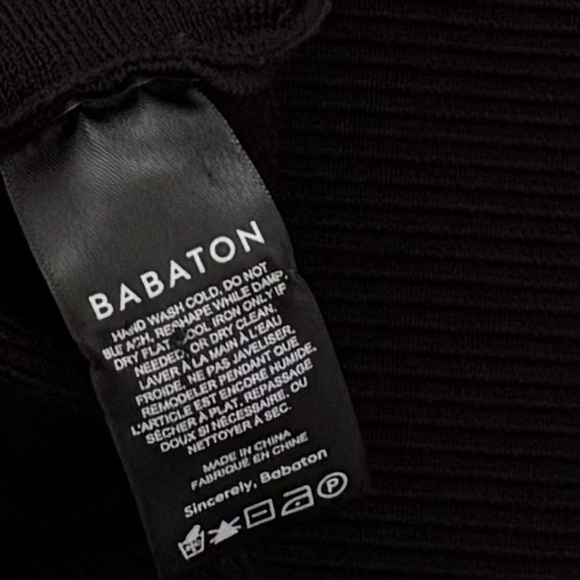 BABATON
HAND WASH COLD, DO NOT
BLEACH, RESHAPE WHILE DAMP,
DRY FLAT, COOL IRON ONLY IF
NEEDED, OR DRY CLEAN.
LAVER À LA MAIN À L'EAU
FROIDE. NE PAS JAVELISER.
REMODELER PENDANT QUE
L'ARTICLE EST ENCORE HUMIDE.
SÉCHER À PLAT. REPASSAGE
DOUX SI NÉCESSAIRE. OU
NETTOYER À SEC.
MADE IN CHINA
FABRIQUÉ EN CHINE
Sincerely, Babaton
P